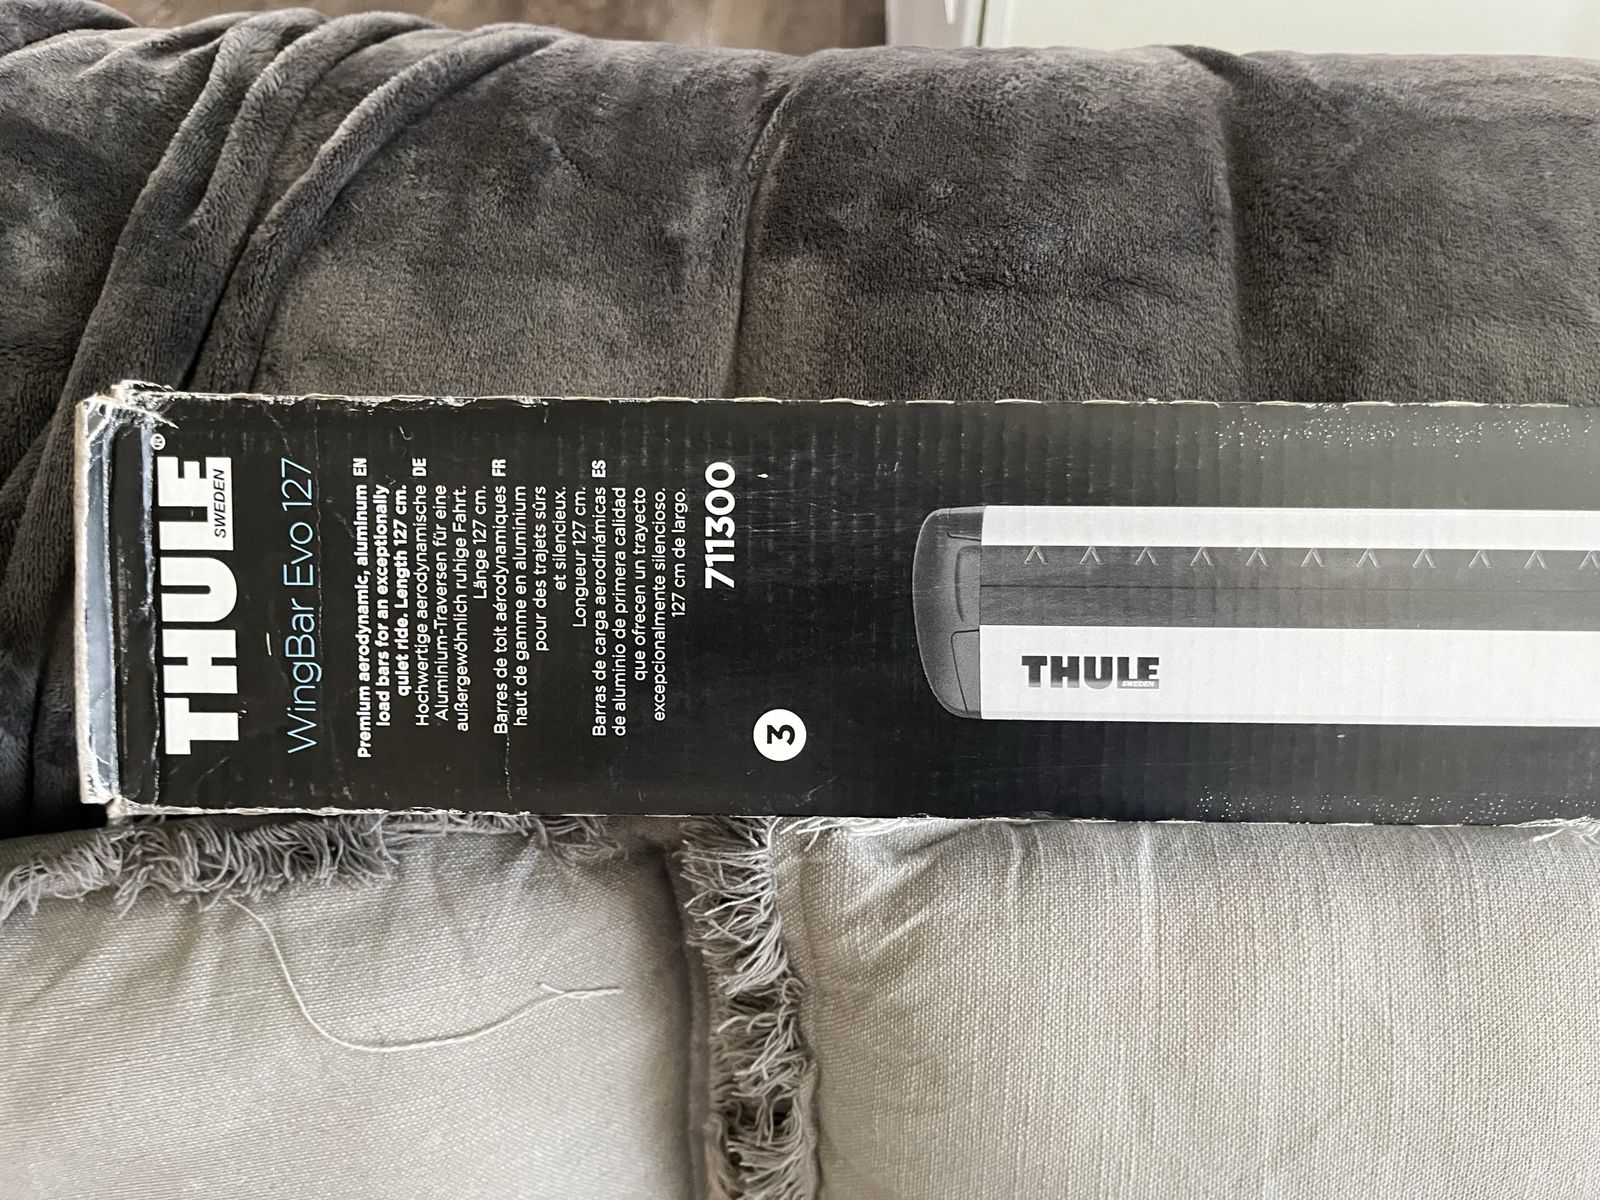 THULE®
SWEDEN
WingBar Evo 127
Premium aerodynamic, aluminum EN
load bars for an exceptionally
quiet ride. Length 127 cm.
Hochwertige aerodynamische DE
Aluminium-Traversen für eine
außergewöhnlich ruhige Fahrt.
Länge 127 cm.
Barres de toit aérodynamiques FR
haut de gamme en aluminium
pour des trajets sûrs
et silencieux.
Longueur 127 cm.
Barras de carga aerodinámicas ES
de aluminio de primera calidad
que ofrecen un trayecto
excepcionalmente silencioso.
127 cm de largo.
711300
3
THULE
SWEDEN